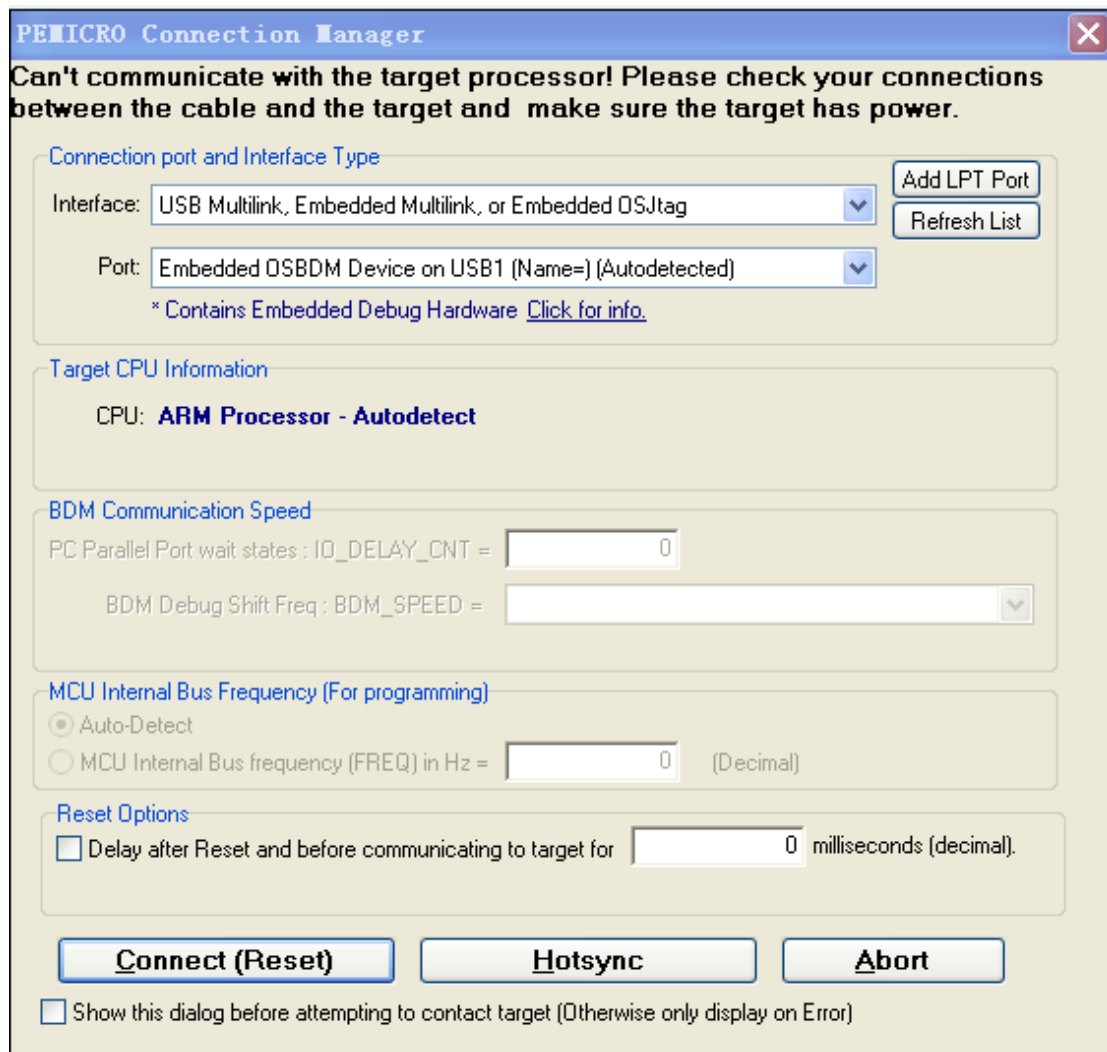 PEMICRO Connection Manager
Can't communicate with the target processor! Please check your connections
between the cable and the target and  make sure the target has power.
Connection port and Interface Type
Add LPT Port
Interface: USB Multilink, Embedded Multilink, or Embedded OSJtag
Refresh List
Port: Embedded OSBDM Device on USB1 (Name=) (Autodetected)
* Contains Embedded Debug Hardware Click for info.
Target CPU Information
CPU: ARM Processor - Autodetect
BDM Communication Speed
PC Parallel Port wait states : IO_DELAY_CNT = 0
BDM Debug Shift Freq : BDM_SPEED =
MCU Internal Bus Frequency (For programming)
Auto-Detect
MCU Internal Bus frequency (FREQ) in Hz = 0 (Decimal)
Reset Options
Delay after Reset and before communicating to target for 0 milliseconds (decimal).
Connect (Reset) Hotsync Abort
Show this dialog before attempting to contact target (Otherwise only display on Error)